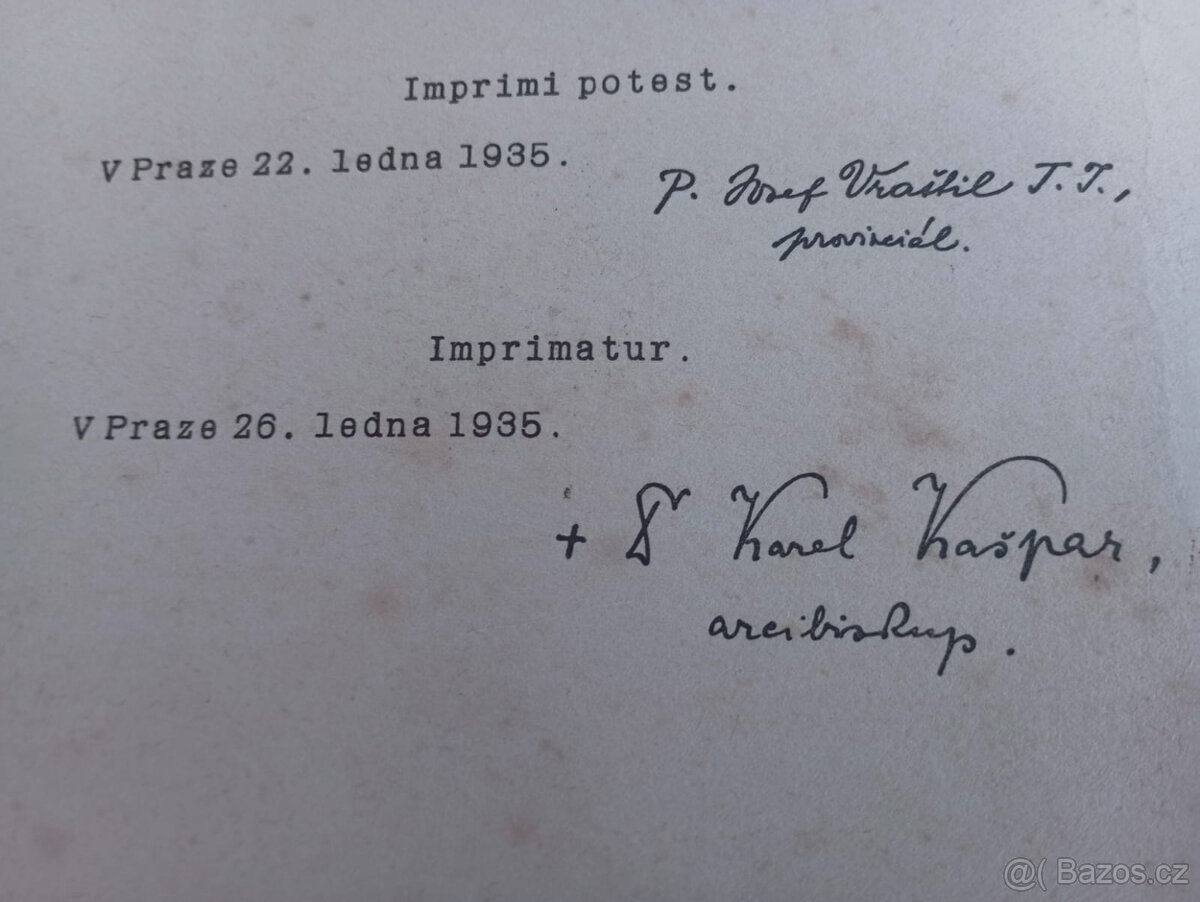 Imprimi potest.
V Praze 22. ledna 1935.
P. Josef Vraštil T. J.,
provinciál.
Imprimatur.
V Praze 26. ledna 1935.
+ Dr Karel Kašpar,
arcibiskup.
@( Bazos.cz